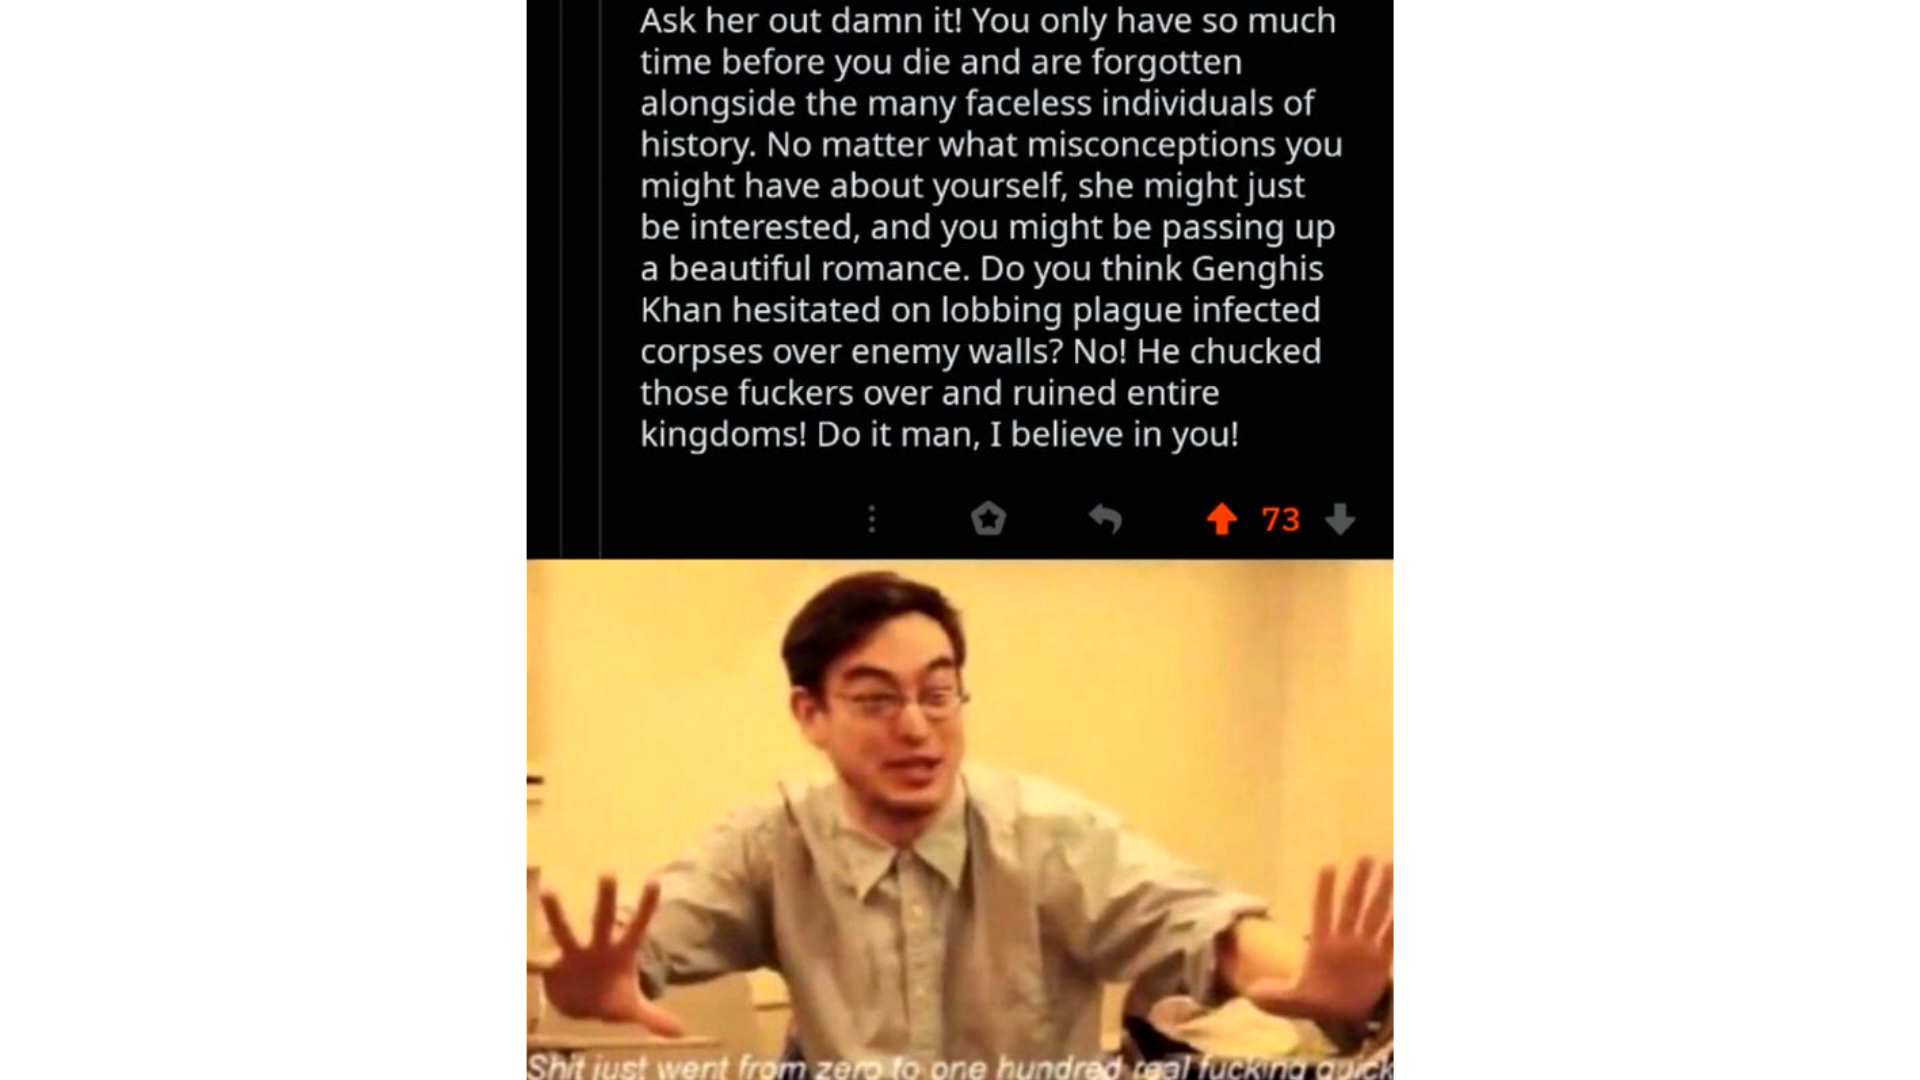 Ask her out damn it! You only have so much
time before you die and are forgotten
alongside the many faceless individuals of
history. No matter what misconceptions you
might have about yourself, she might just
be interested, and you might be passing up
a beautiful romance. Do you think Genghis
Khan hesitated on lobbing plague infected
corpses over enemy walls? No! He chucked
those fuckers over and ruined entire
kingdoms! Do it man, I believe in you!
73
Shit just went from zero to one hundred real fucking quick